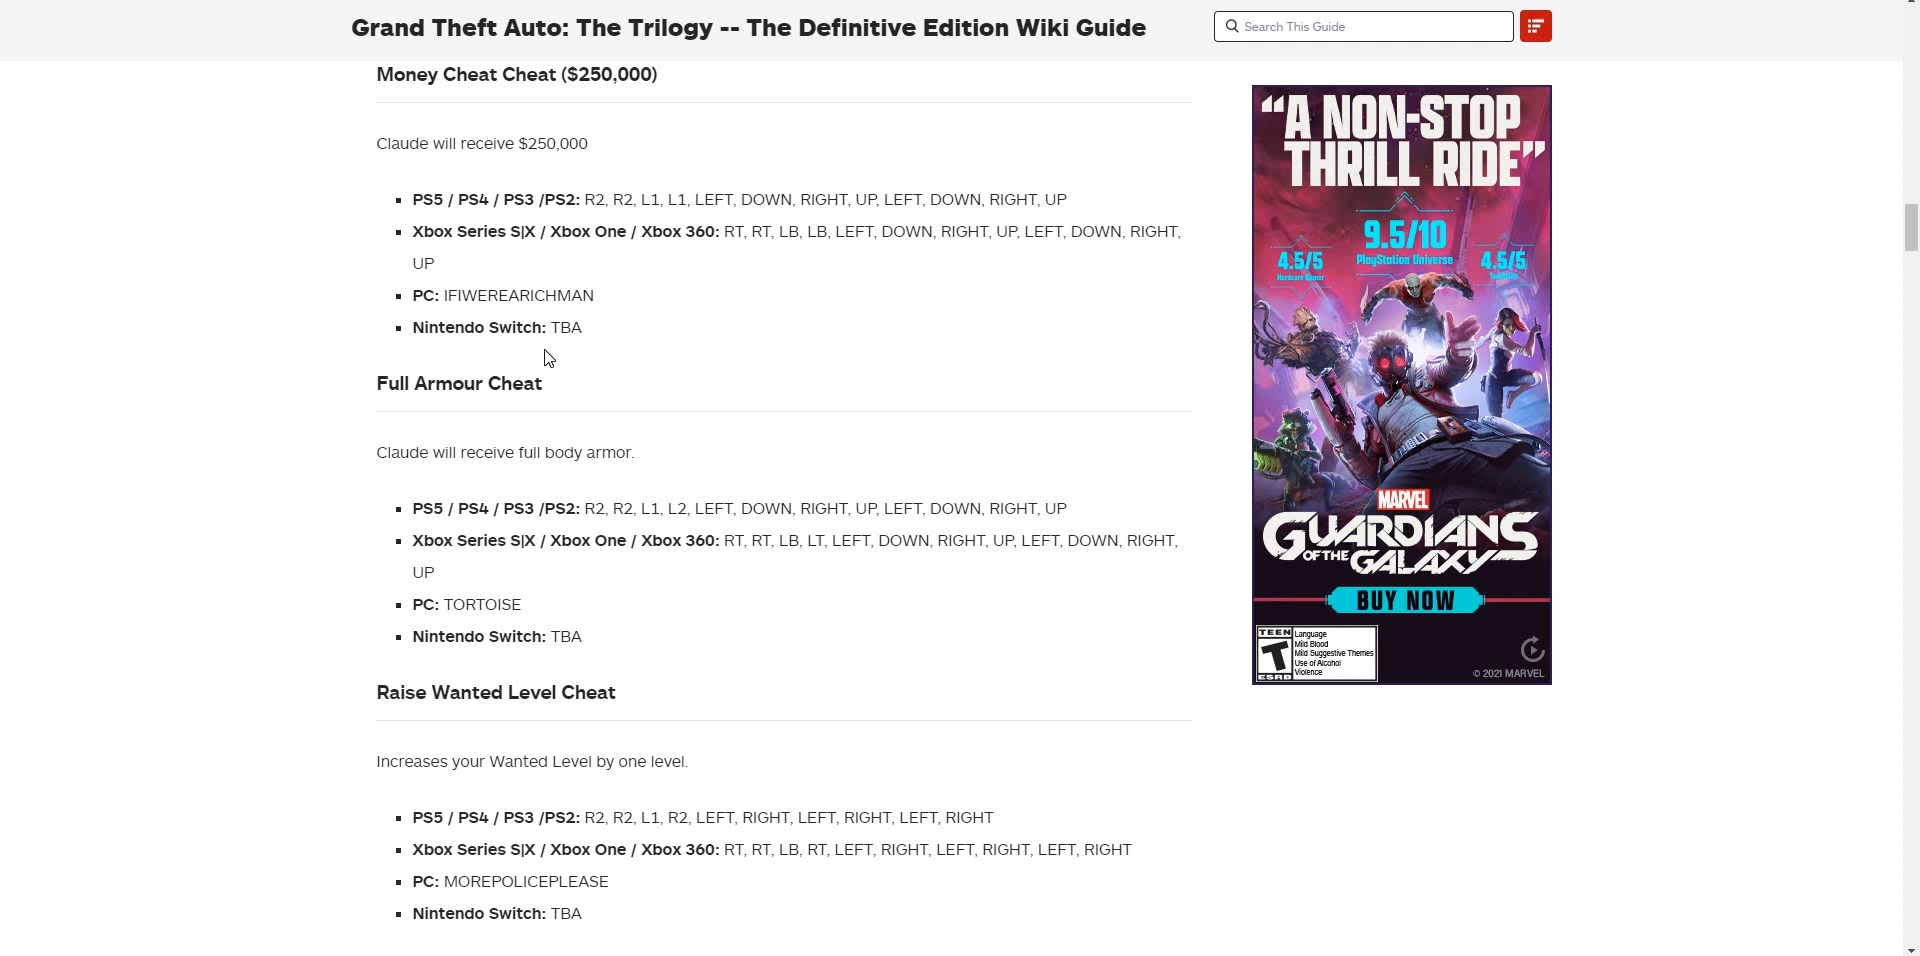 Grand Theft Auto: The Trilogy -- The Definitive Edition Wiki Guide
Search This Guide
Money Cheat Cheat ($250,000)
Claude will receive $250,000
PS5 / PS4 / PS3 /PS2: R2, R2, L1, L1, LEFT, DOWN, RIGHT, UP, LEFT, DOWN, RIGHT, UP
Xbox Series S|X / Xbox One / Xbox 360: RT, RT, LB, LB, LEFT, DOWN, RIGHT, UP, LEFT, DOWN, RIGHT,
UP
PC: IFIWEREARICHMAN
Nintendo Switch: TBA
Full Armour Cheat
Claude will receive full body armor.
PS5 / PS4 / PS3 /PS2: R2, R2, L1, L2, LEFT, DOWN, RIGHT, UP, LEFT, DOWN, RIGHT, UP
Xbox Series S|X / Xbox One / Xbox 360: RT, RT, LB, LT, LEFT, DOWN, RIGHT, UP, LEFT, DOWN, RIGHT,
UP
PC: TORTOISE
Nintendo Switch: TBA
Raise Wanted Level Cheat
Increases your Wanted Level by one level.
PS5 / PS4 / PS3 /PS2: R2, R2, L1, R2, LEFT, RIGHT, LEFT, RIGHT, LEFT, RIGHT
Xbox Series S|X / Xbox One / Xbox 360: RT, RT, LB, RT, LEFT, RIGHT, LEFT, RIGHT, LEFT, RIGHT
PC: MOREPOLICEPLEASE
Nintendo Switch: TBA
“A NON-STOP
THRILL RIDE”
9.5/10
PlayStation Universe
4.5/5
Hardcore Gamer
4.5/5
MARVEL
GUARDIANS
OF THE
GALAXY
BUY NOW
TEEN
T
ESRB
Language
Mild Blood
Mild Suggestive Themes
Use of Alcohol
Violence
© 2021 MARVEL